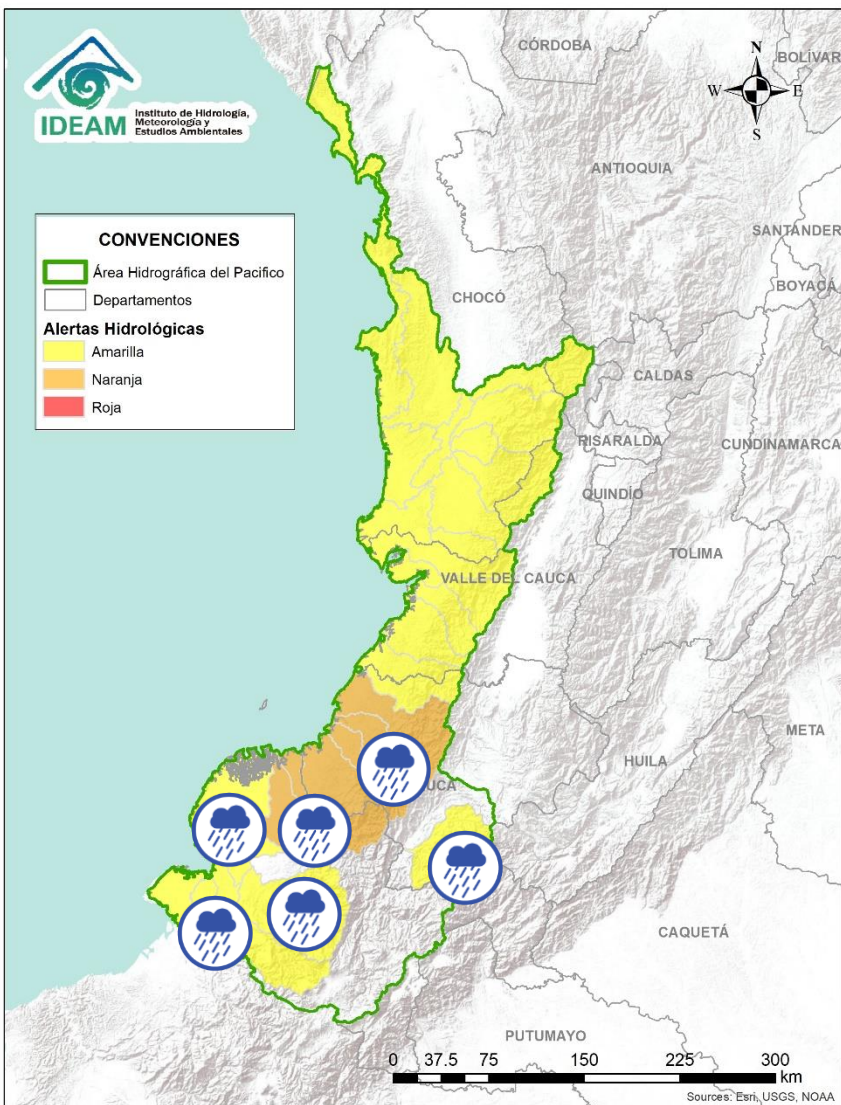 IDEAM
Instituto de Hidrología,
Meteorología y
Estudios Ambientales
N
W
E
S
CÓRDOBA
BOLÍVAR
ANTIOQUIA
SANTANDER
BOYACÁ
CHOCÓ
CALDAS
RISARALDA
CUNDINAMARCA
QUINDÍO
TOLIMA
VALLE DEL CAUCA
META
HUILA
UCA
CAQUETÁ
PUTUMAYO
CONVENCIONES
Área Hidrográfica del Pacifico
Departamentos
Alertas Hidrológicas
Amarilla
Naranja
Roja
0 37.5 75 150 225 300
km
Sources: Esri, USGS, NOAA